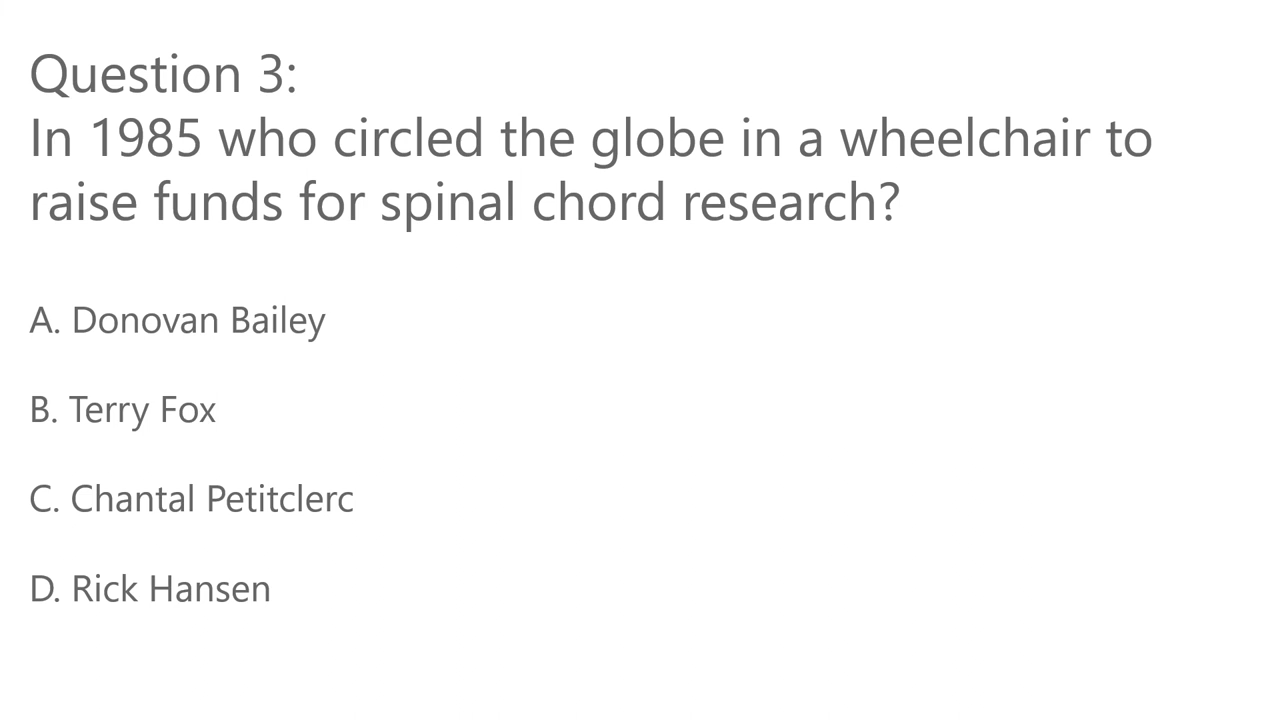 Question 3:
In 1985 who circled the globe in a wheelchair to
raise funds for spinal chord research?
A. Donovan Bailey
B. Terry Fox
C. Chantal Petitclerc
D. Rick Hansen